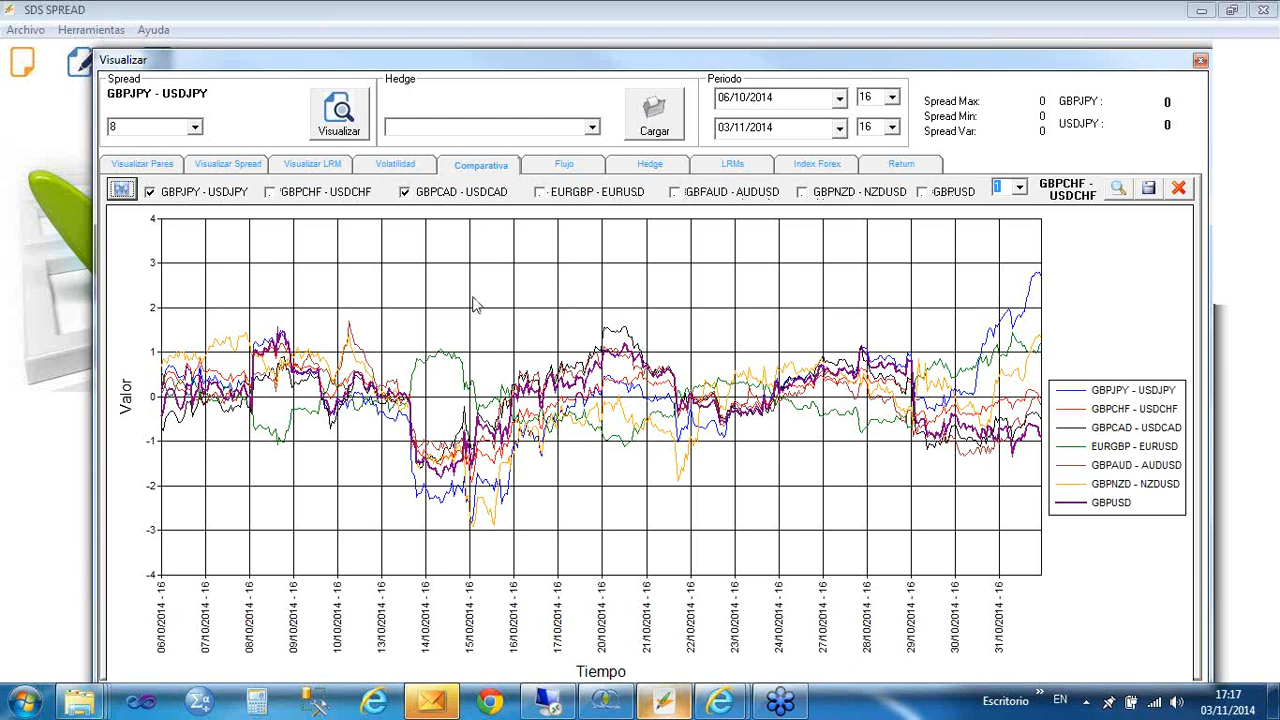 SDS SPREAD
Archivo Herramientas Ayuda
Visualizar
Spread
GBPJPY - USDJPY
8
Visualizar
Hedge
Cargar
Periodo
06/10/2014 16
03/11/2014 16
Spread Max: 0 GBPJPY : 0
Spread Min: 0
USDJPY : 0
Spread Var: 0
Visualizar Pares Visualizar Spread Visualizar LRM Volatilidad Comparativa Flujo Hedge LRMs Index Forex Return
GBPJPY - USDJPY GBPCHF - USDCHF GBPCAD - USDCAD EURGBP - EURUSD GBPAUD - AUDUSD GBPNZD - NZDUSD GBPUSD 1 GBPCHF -
USDCHF
4
3
2
1
0
-1
-2
-3
-4
Valor
GBPJPY - USDJPY
GBPCHF - USDCHF
GBPCAD - USDCAD
EURGBP - EURUSD
GBPAUD - AUDUSD
GBPNZD - NZDUSD
GBPUSD
06/10/2014 - 16
07/10/2014 - 16
08/10/2014 - 16
09/10/2014 - 16
10/10/2014 - 16
13/10/2014 - 16
14/10/2014 - 16
15/10/2014 - 16
16/10/2014 - 16
17/10/2014 - 16
20/10/2014 - 16
21/10/2014 - 16
22/10/2014 - 16
23/10/2014 - 16
24/10/2014 - 16
27/10/2014 - 16
28/10/2014 - 16
29/10/2014 - 16
30/10/2014 - 16
31/10/2014 - 16
Tiempo
Escritorio » EN
17:17
03/11/2014